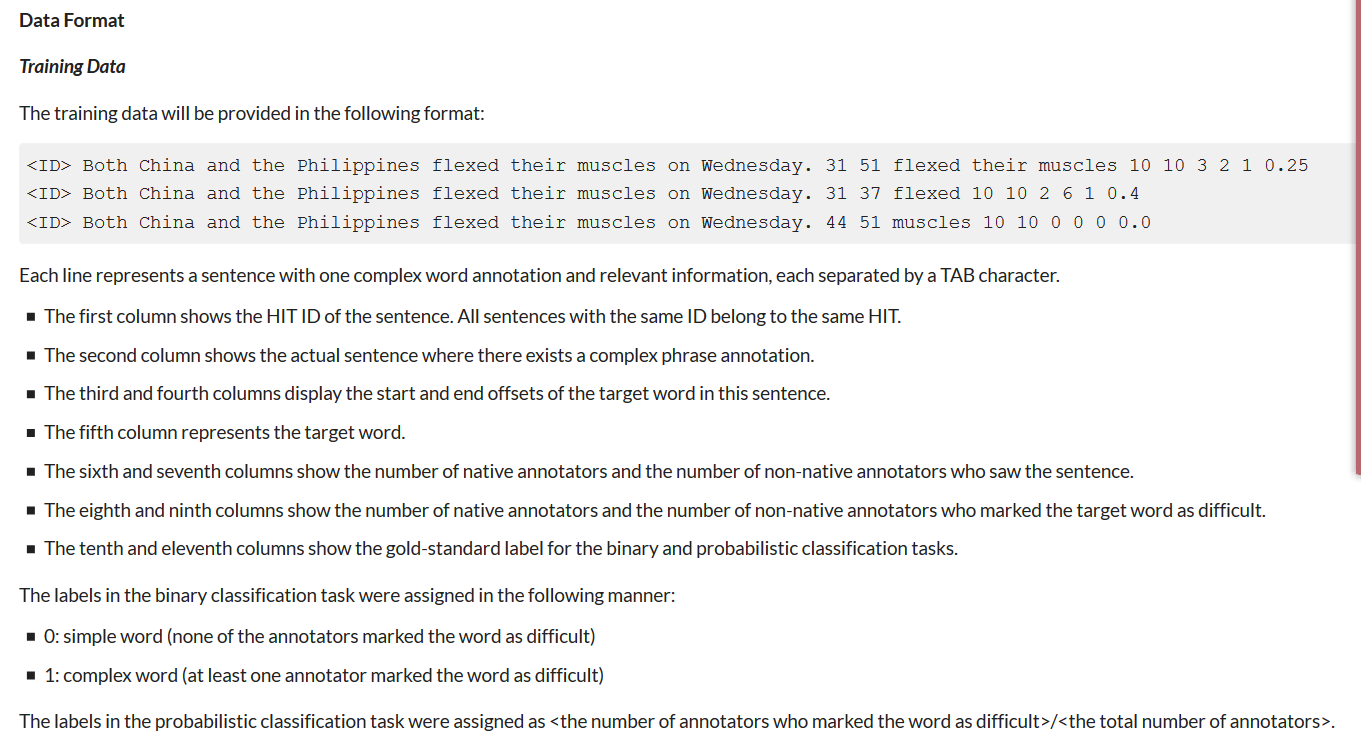 Data Format
Training Data
The training data will be provided in the following format:
<ID> Both China and the Philippines flexed their muscles on Wednesday. 31 51 flexed their muscles 10 10 3 2 1 0.25
<ID> Both China and the Philippines flexed their muscles on Wednesday. 31 37 flexed 10 10 2 6 1 0.4
<ID> Both China and the Philippines flexed their muscles on Wednesday. 44 51 muscles 10 10 0 0 0 0.0
Each line represents a sentence with one complex word annotation and relevant information, each separated by a TAB character.
▪ The first column shows the HIT ID of the sentence. All sentences with the same ID belong to the same HIT.
▪ The second column shows the actual sentence where there exists a complex phrase annotation.
▪ The third and fourth columns display the start and end offsets of the target word in this sentence.
▪ The fifth column represents the target word.
▪ The sixth and seventh columns show the number of native annotators and the number of non-native annotators who saw the sentence.
▪ The eighth and ninth columns show the number of native annotators and the number of non-native annotators who marked the target word as difficult.
▪ The tenth and eleventh columns show the gold-standard label for the binary and probabilistic classification tasks.
The labels in the binary classification task were assigned in the following manner:
▪ 0: simple word (none of the annotators marked the word as difficult)
▪ 1: complex word (at least one annotator marked the word as difficult)
The labels in the probabilistic classification task were assigned as <the number of annotators who marked the word as difficult>/<the total number of annotators>.